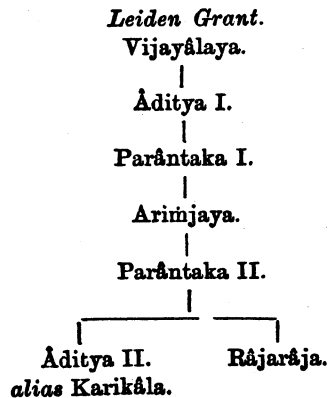 Leiden Grant.
Vijayâlaya.
Âditya I.
Parântaka I.
Ariṁjaya.
Parântaka II.
Âditya II. Râjarâja.
alias Karikâla.